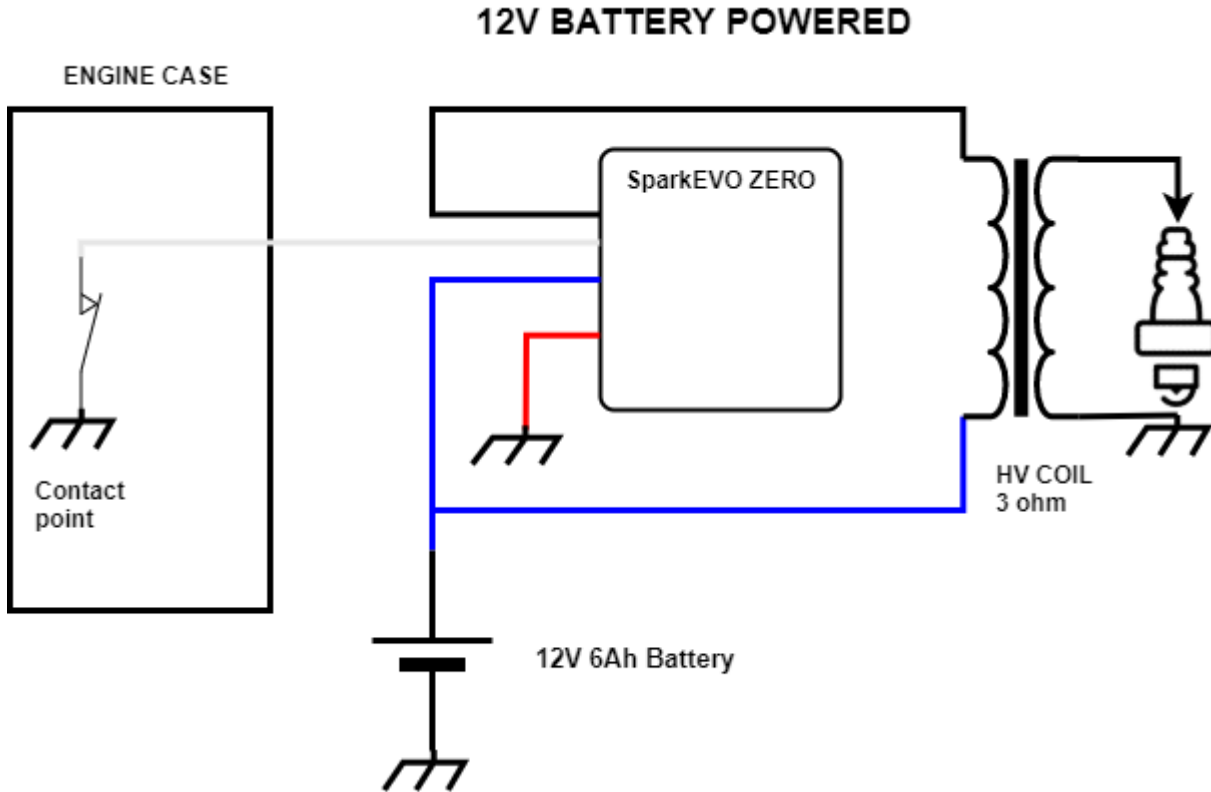 12V BATTERY POWERED
ENGINE CASE
SparkEVO ZERO
Contact
point
HV COIL
3 ohm
12V 6Ah Battery